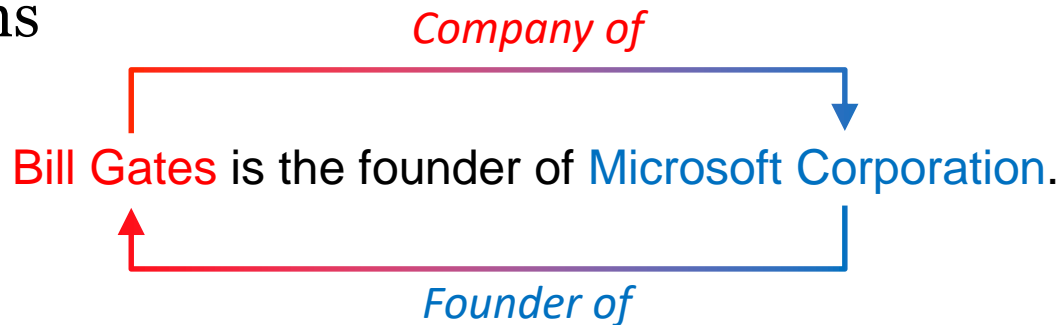 ns
Company of
Bill Gates is the founder of Microsoft Corporation.
Founder of